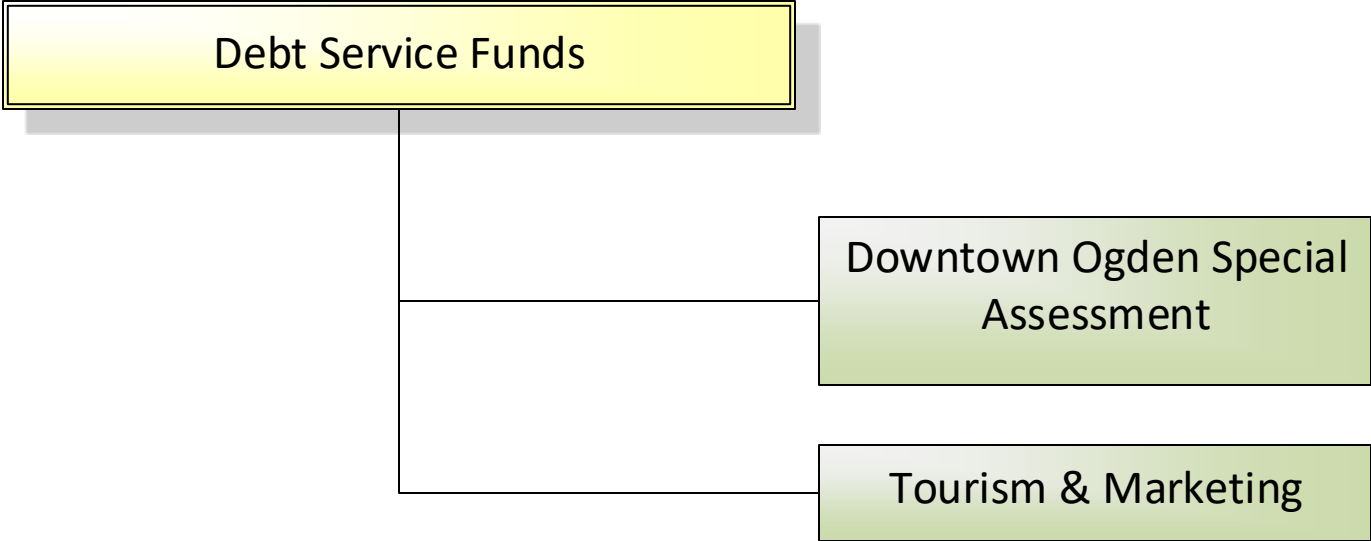 Debt Service Funds
Downtown Ogden Special
Assessment
Tourism & Marketing